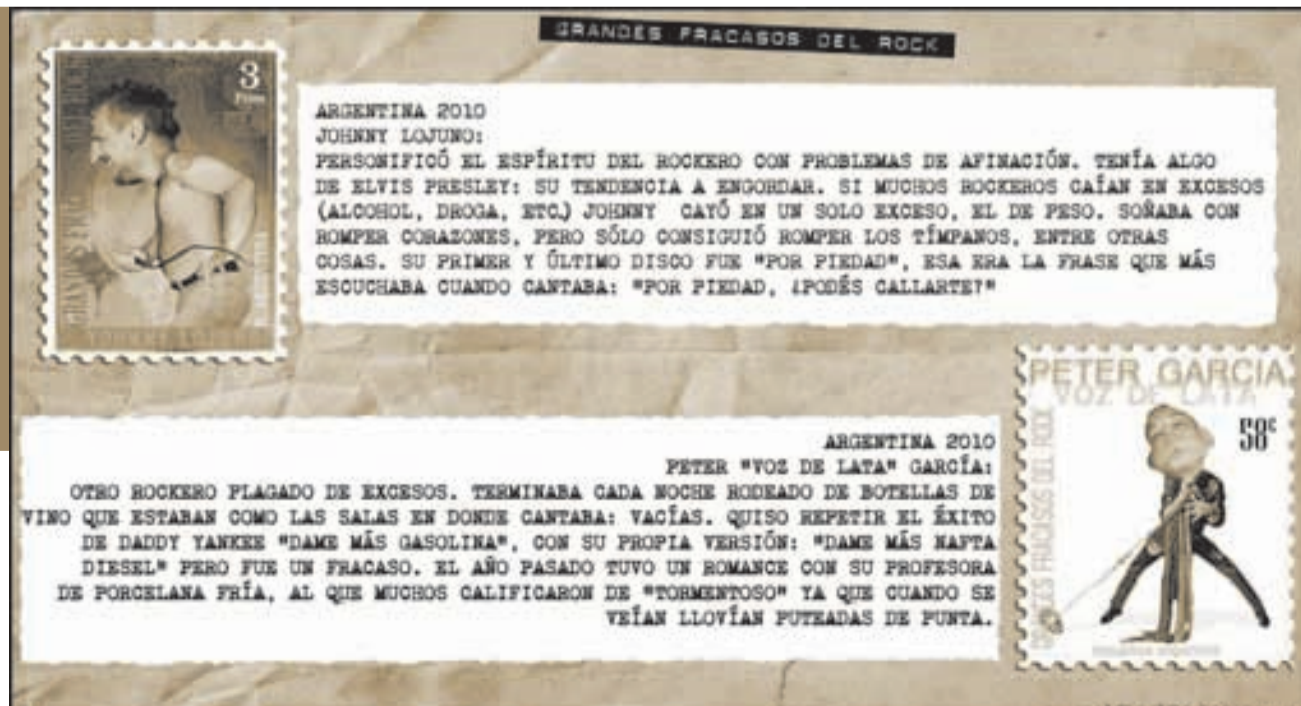 GRANDES FRACASOS DEL ROCK
3
ARGENTINA 2010
JOHNNY LOJUNO:
PERSONIFICÓ EL ESPÍRITU DEL ROCKERO CON PROBLEMAS DE AFINACIÓN. TENÍA ALGO
DE ELVIS PRESLEY: SU TENDENCIA A ENGORDAR. SI MUCHOS ROCKEROS CAÍAN EN EXCESOS
(ALCOHOL, DROGA, ETC.) JOHNNY CAYÓ EN UN SOLO EXCESO, EL DE PESO. SOÑABA CON
ROMPER CORAZONES, PERO SÓLO CONSIGUIÓ ROMPER LOS TÍMPANOS, ENTRE OTRAS
COSAS. SU PRIMER Y ÚLTIMO DISCO FUE "POR PIEDAD", ESA ERA LA FRASE QUE MÁS
ESCUCHABA CUANDO CANTABA: "POR PIEDAD, ¿PODÉS CALLARTE?"
PETER GARCIA
VOZ DE LATA
58¢
GRANDES FRACASOS DEL ROCK
ARGENTINA 2010
PETER "VOZ DE LATA" GARCÍA:
OTRO ROCKERO PLAGADO DE EXCESOS. TERMINABA CADA NOCHE RODEADO DE BOTELLAS DE
VINO QUE ESTABAN COMO LAS SALAS EN DONDE CANTABA: VACÍAS. QUISO REPETIR EL ÉXITO
DE DADDY YANKEE "DAME MÁS GASOLINA", CON SU PROPIA VERSIÓN: "DAME MÁS NAFTA
DIESEL" PERO FUE UN FRACASO. EL AÑO PASADO TUVO UN ROMANCE CON SU PROFESORA
DE PORCELANA FRÍA, AL QUE MUCHOS CALIFICARON DE "TORMENTOSO" YA QUE CUANDO SE
VEÍAN LLOVÍAN PUTEADAS DE PUNTA.